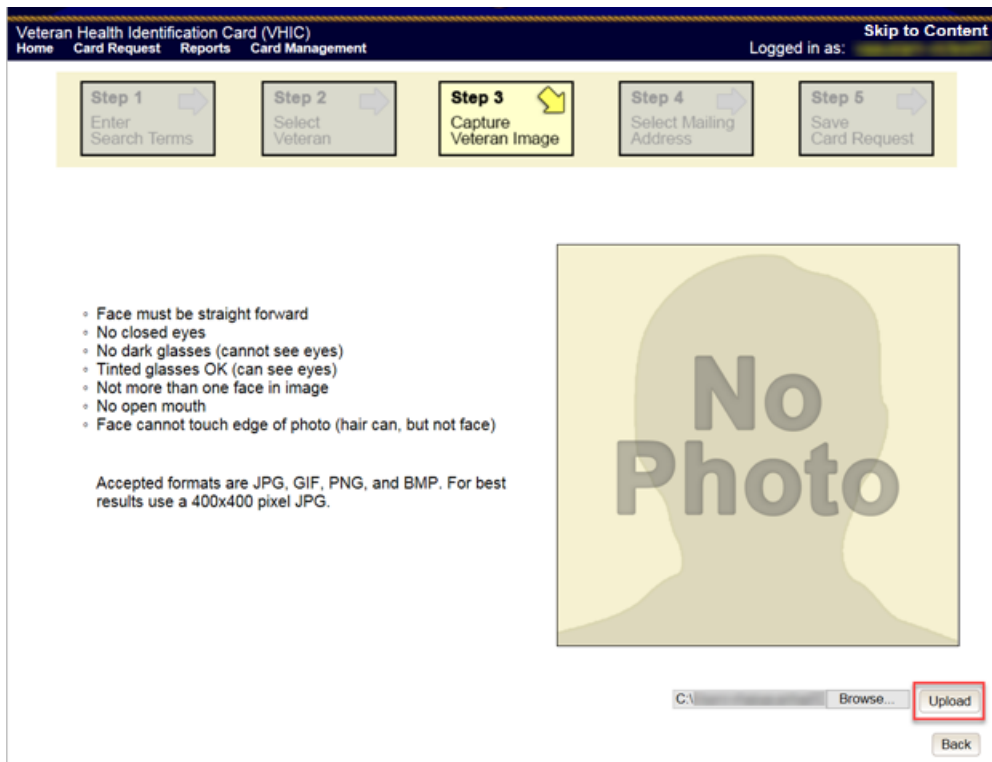 Veteran Health Identification Card (VHIC)
Skip to Content
Home Card Request Reports Card Management
Logged in as:
Step 1
Enter
Search Terms
Step 2
Select
Veteran
Step 3
Capture
Veteran Image
Step 4
Select Mailing
Address
Step 5
Save
Card Request
Face must be straight forward
No closed eyes
No dark glasses (cannot see eyes)
Tinted glasses OK (can see eyes)
Not more than one face in image
No open mouth
Face cannot touch edge of photo (hair can, but not face)
Accepted formats are JPG, GIF, PNG, and BMP. For best
results use a 400x400 pixel JPG.
No
Photo
C:\
Browse...
Upload
Back